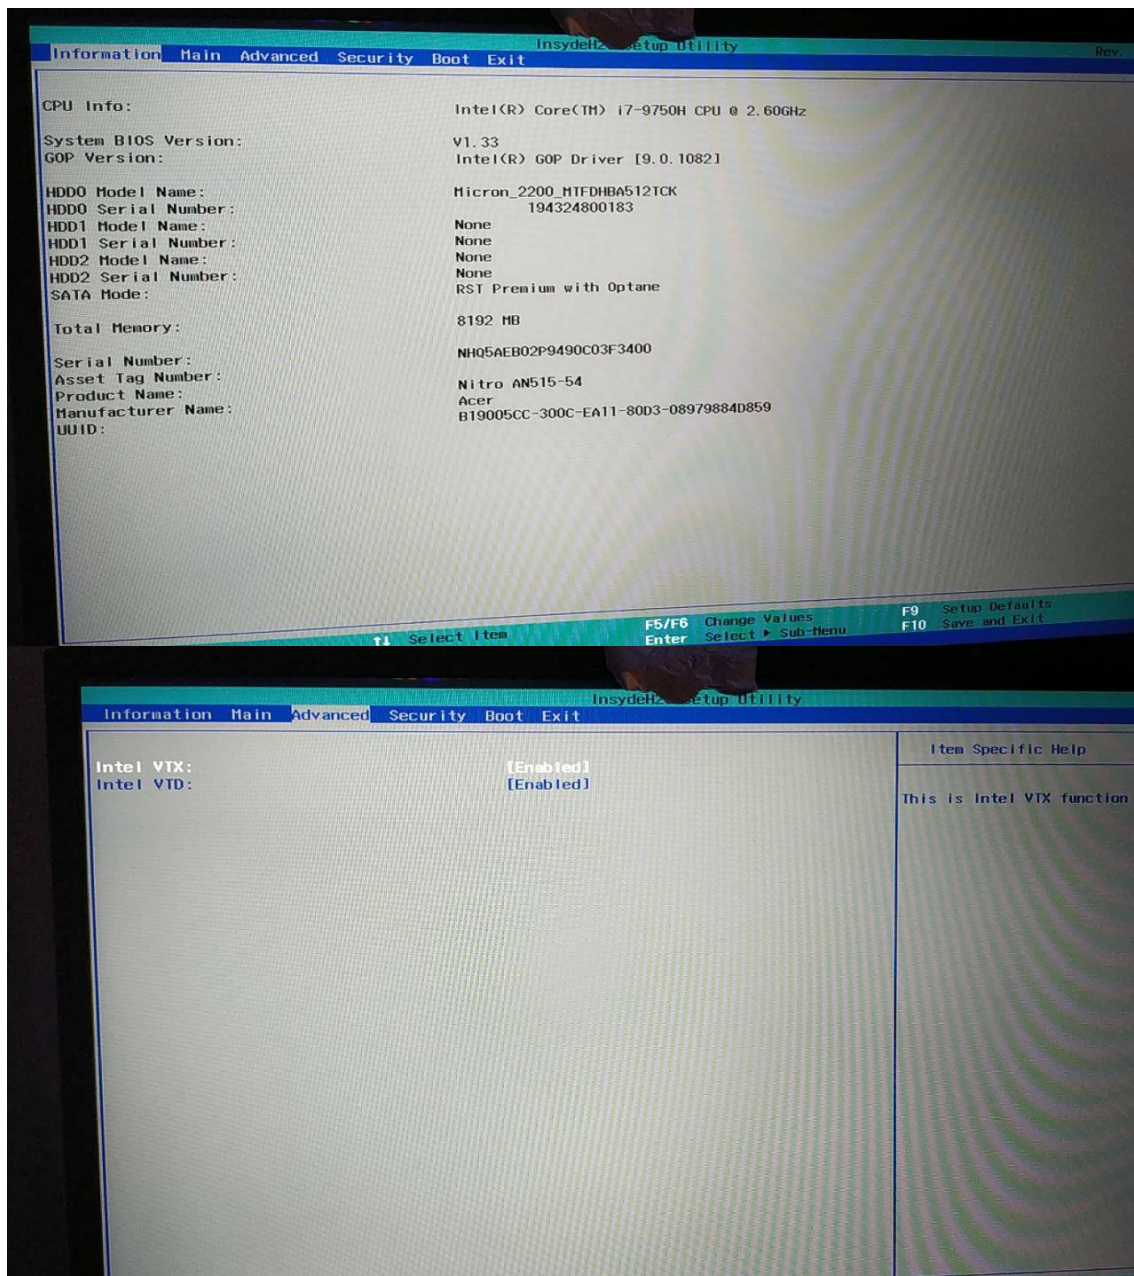 Setup Utility
Rev.
Information Main Advanced Security Boot Exit
CPU Info: Intel(R) Core(TM) i7-9750H CPU @ 2.60GHz
System BIOS Version: V1.33
GOP Version: Intel(R) GOP Driver [9.0.1082]
HDD0 Model Name: Micron_2200_MTFDHBA512TCK
HDD0 Serial Number: 194324800183
HDD1 Model Name: None
HDD1 Serial Number: None
HDD2 Model Name: None
HDD2 Serial Number: None
SATA Mode: RST Premium with Optane
Total Memory: 8192 MB
Serial Number: NHQ5AEB02P9490C03F3400
Asset Tag Number:
Product Name: Nitro AN515-54
Manufacturer Name: Acer
UUID: B19005CC-300C-EA11-80D3-08979884D859
F5/F6 Change Values F9 Setup Defaults
↑↓ Select Item Enter Select ▶ Sub-Menu F10 Save and Exit
Setup Utility
Information Main Advanced Security Boot Exit
Item Specific Help
Intel VTX: [Enabled]
Intel VTD: [Enabled]
This is Intel VTX function